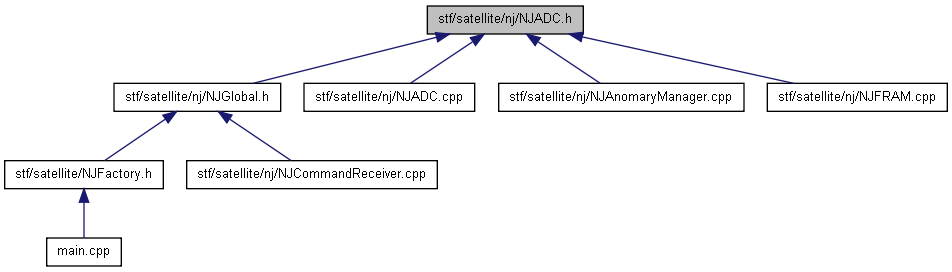 stf/satellite/nj/NJADC.h
stf/satellite/nj/NJGlobal.h
stf/satellite/nj/NJADC.cpp
stf/satellite/nj/NJAnomaryManager.cpp
stf/satellite/nj/NJFRAM.cpp
stf/satellite/NJFactory.h
stf/satellite/nj/NJCommandReceiver.cpp
main.cpp